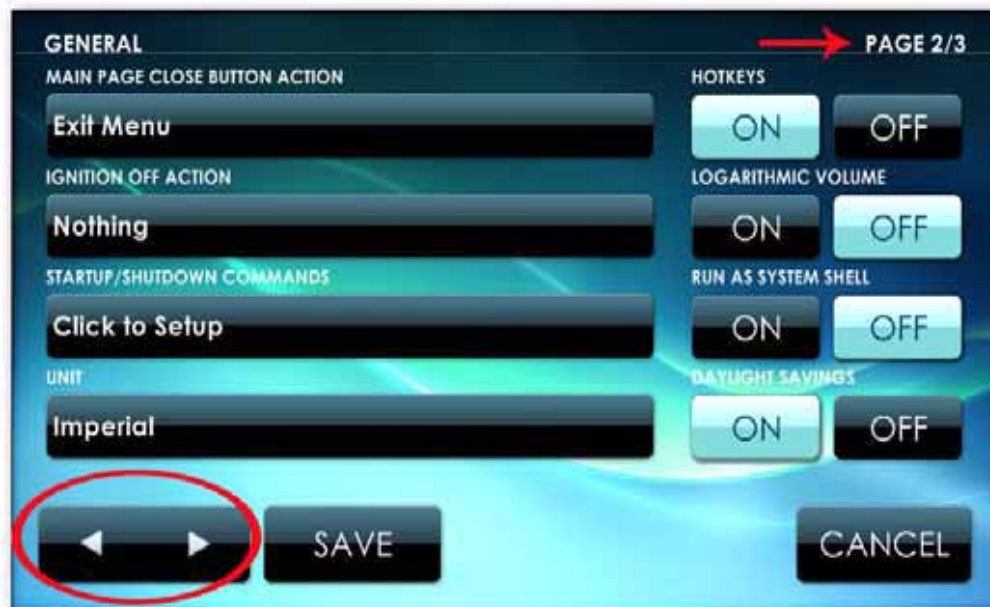 GENERAL PAGE 2/3
MAIN PAGE CLOSE BUTTON ACTION HOTKEYS
Exit Menu ON OFF
IGNITION OFF ACTION LOGARITHMIC VOLUME
Nothing ON OFF
STARTUP/SHUTDOWN COMMANDS RUN AS SYSTEM SHELL
Click to Setup ON OFF
UNIT DAYLIGHT SAVINGS
Imperial ON OFF
SAVE CANCEL